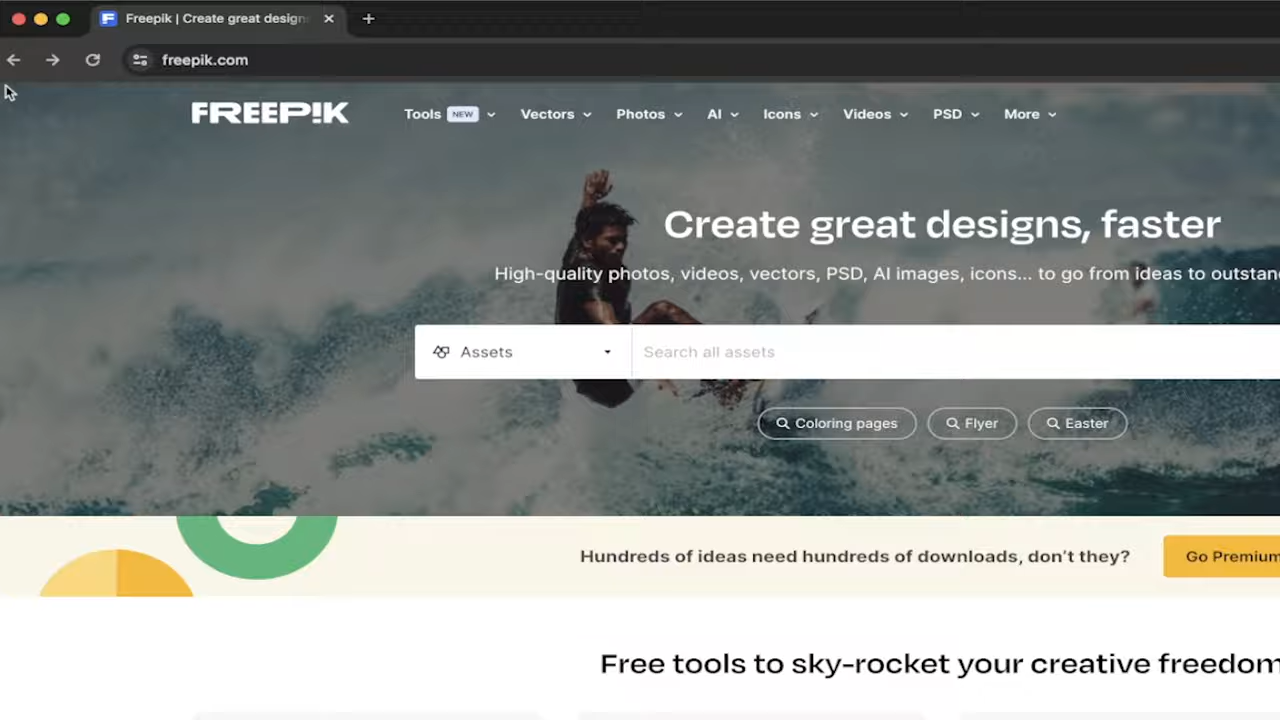 Freepik | Create great design
freepik.com
FREEP!K
Tools NEW Vectors Photos AI Icons Videos PSD More
Create great designs, faster
High-quality photos, videos, vectors, PSD, AI images, icons... to go from ideas to outstan
Assets Search all assets
Coloring pages Flyer Easter
Hundreds of ideas need hundreds of downloads, don't they? Go Premium
Free tools to sky-rocket your creative freedom